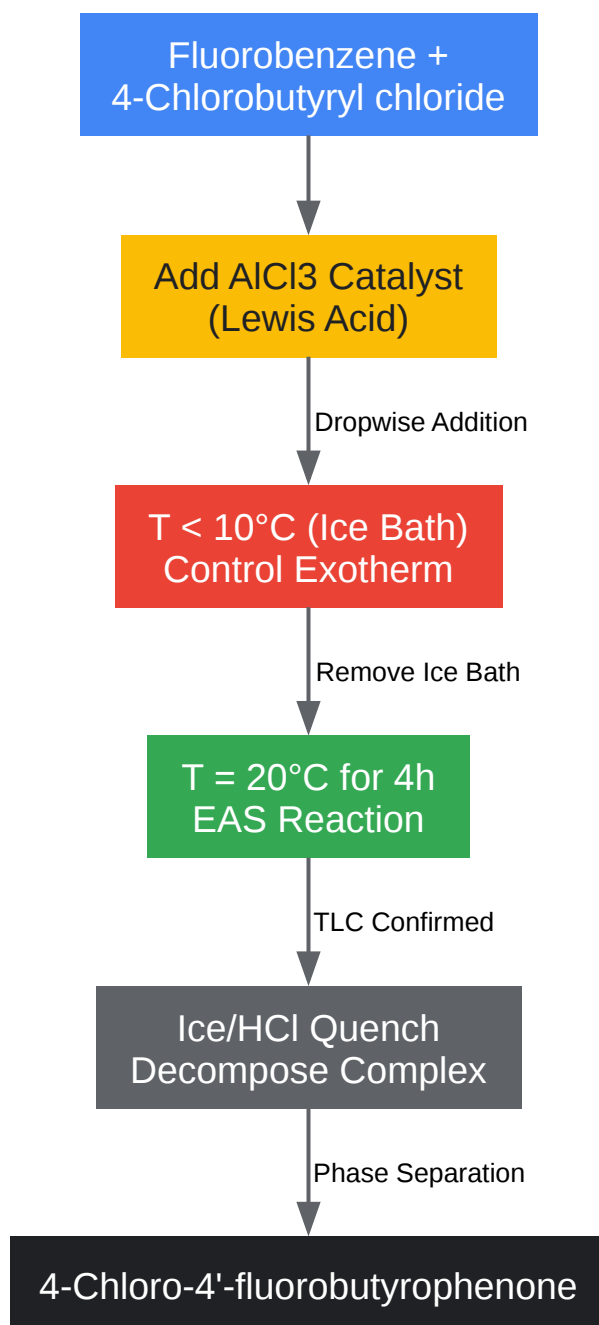 Fluorobenzene +
4-Chlorobutyryl chloride
Add AlCl3 Catalyst
(Lewis Acid)
Dropwise Addition
T < 10°C (Ice Bath)
Control Exotherm
Remove Ice Bath
T = 20°C for 4h
EAS Reaction
TLC Confirmed
Ice/HCl Quench
Decompose Complex
Phase Separation
4-Chloro-4'-fluorobutyrophenone